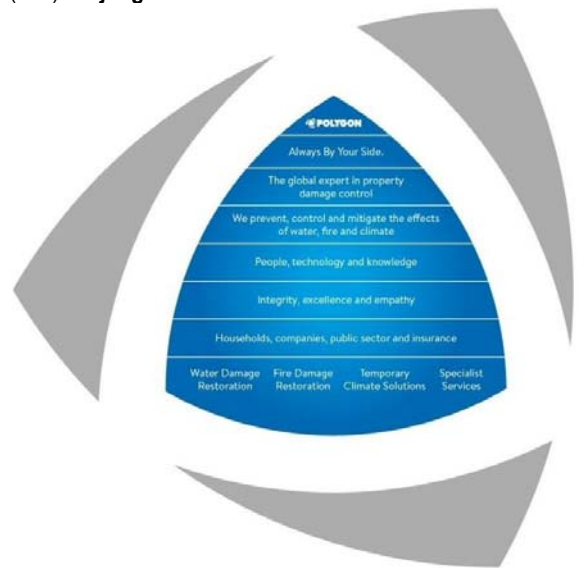 POLYGON
Always By Your Side.
The global expert in property
damage control
We prevent, control and mitigate the effects
of water, fire and climate
People, technology and knowledge
Integrity, excellence and empathy
Households, companies, public sector and insurance
Water Damage Restoration
Fire Damage Restoration
Temporary Climate Solutions
Specialist Services